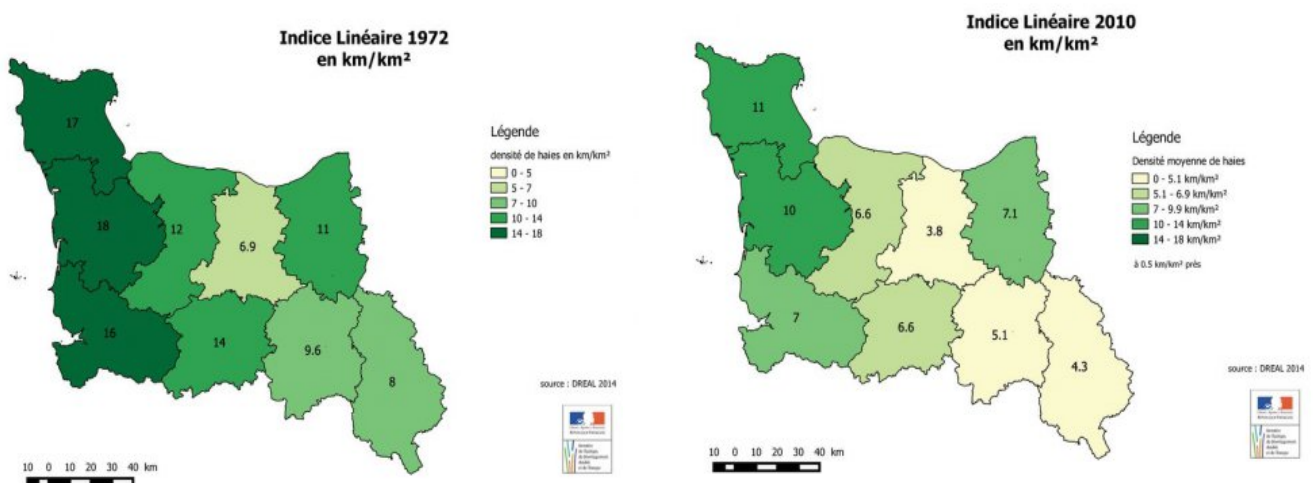 Indice Linéaire 1972
en km/km²
17
18
12
6.9
11
16
14
9.6
8
Légende
densité de haies en km/km²
0 - 5
5 - 7
7 - 10
10 - 14
14 - 18
source : DREAL 2014
10 0 10 20 30 40 km
Indice Linéaire 2010
en km/km²
11
10
6.6
3.8
7.1
7
6.6
5.1
4.3
Légende
Densité moyenne de haies
0 - 5.1 km/km²
5.1 - 6.9 km/km²
7 - 9.9 km/km²
10 - 14 km/km²
14 - 18 km/km²
à 0.5 km/km² près
source : DREAL 2014
10 0 10 20 30 40 km